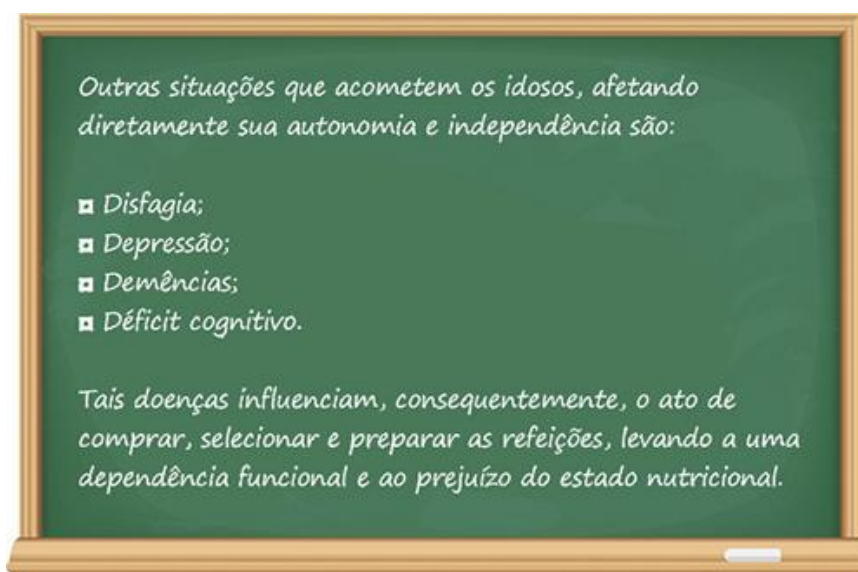 Outras situações que acometem os idosos, afetando
diretamente sua autonomia e independência são:
◘ Disfagia;
◘ Depressão;
◘ Demências;
◘ Déficit cognitivo.
Tais doenças influenciam, consequentemente, o ato de
comprar, selecionar e preparar as refeições, levando a uma
dependência funcional e ao prejuízo do estado nutricional.